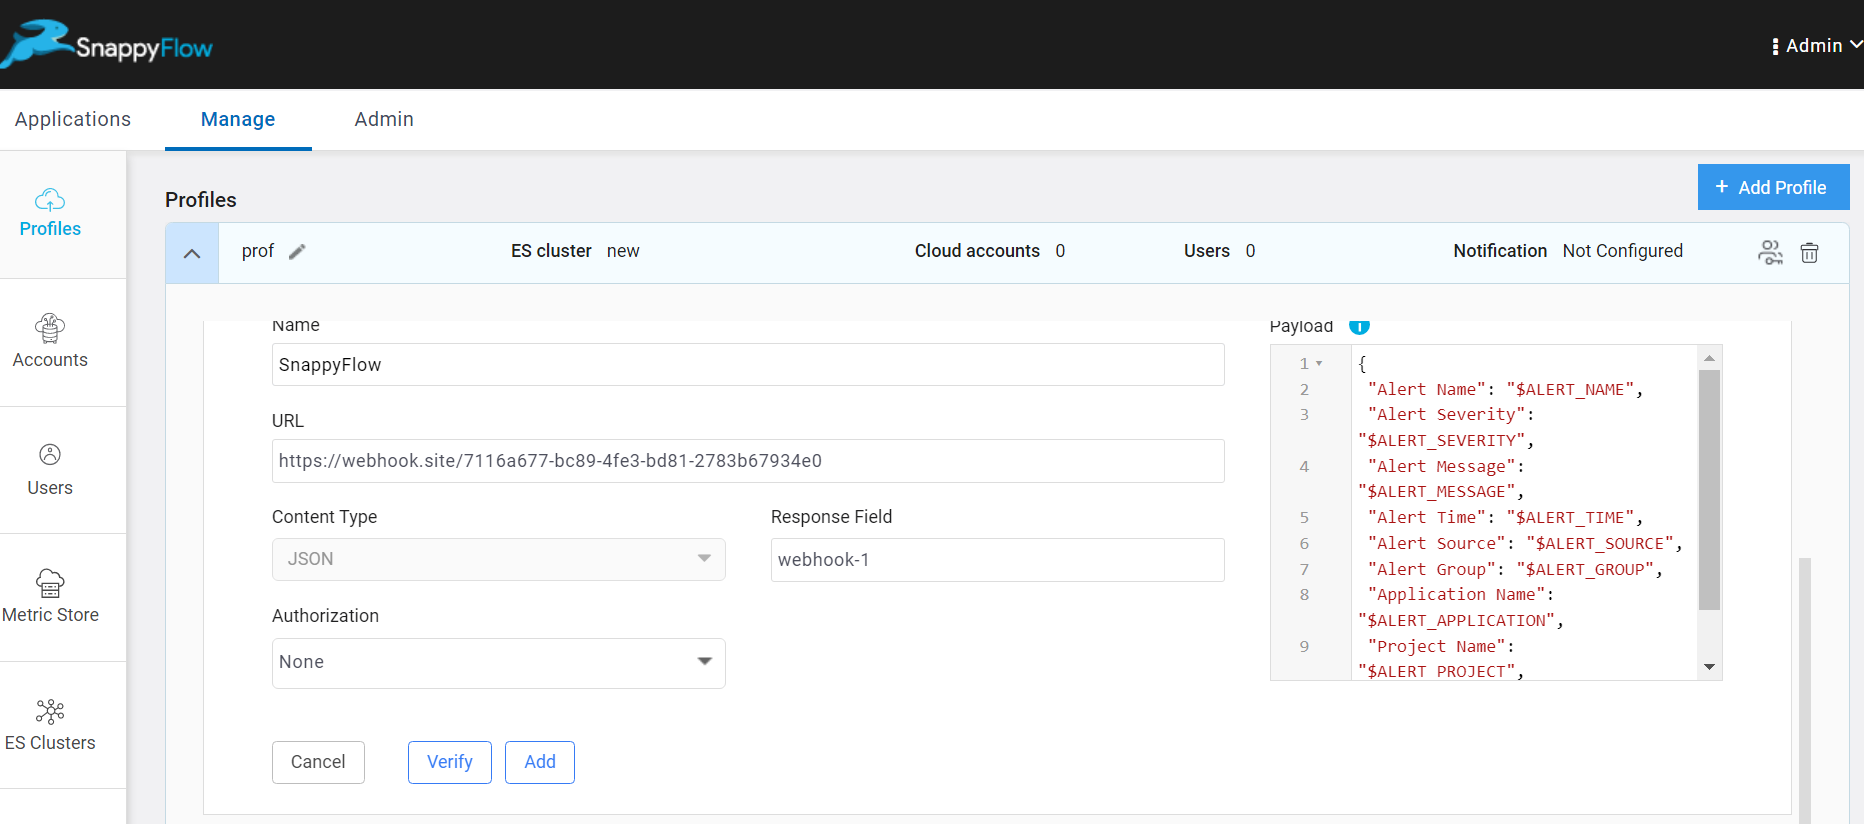 SnappyFlow
Admin
Applications
Manage
Admin
Profiles
Accounts
Users
Metric Store
ES Clusters
Profiles
+ Add Profile
prof
ES cluster new
Cloud accounts 0
Users 0
Notification Not Configured
Name
SnappyFlow
URL
https://webhook.site/7116a677-bc89-4fe3-bd81-2783b67934e0
Content Type
Response Field
JSON
webhook-1
Authorization
None
Cancel
Verify
Add
Payload
1 {
2 "Alert Name": "$ALERT_NAME",
3 "Alert Severity":
"$ALERT_SEVERITY",
4 "Alert Message":
"$ALERT_MESSAGE",
5 "Alert Time": "$ALERT_TIME",
6 "Alert Source": "$ALERT_SOURCE",
7 "Alert Group": "$ALERT_GROUP",
8 "Application Name":
"$ALERT_APPLICATION",
9 "Project Name":
"$ALERT_PROJECT",